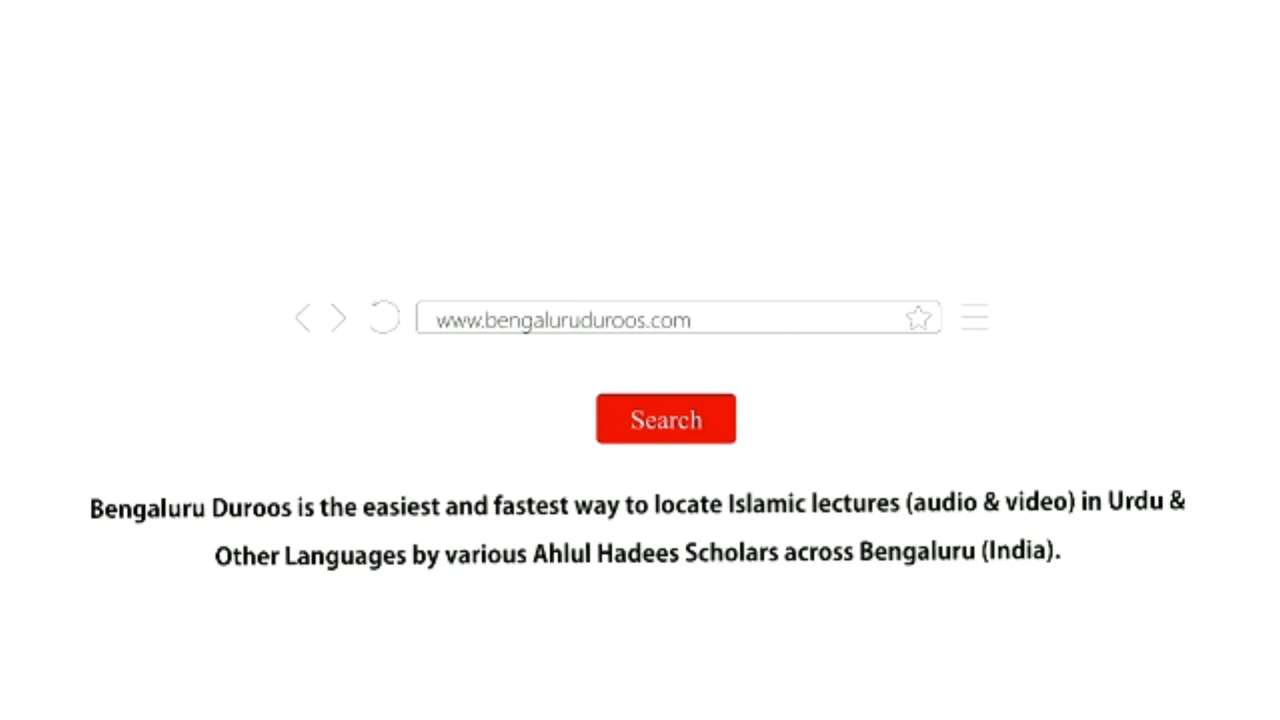 www.bengaluruduroos.com
Search
Bengaluru Duroos is the easiest and fastest way to locate Islamic lectures (audio & video) in Urdu &
Other Languages by various Ahlul Hadees Scholars across Bengaluru (India).